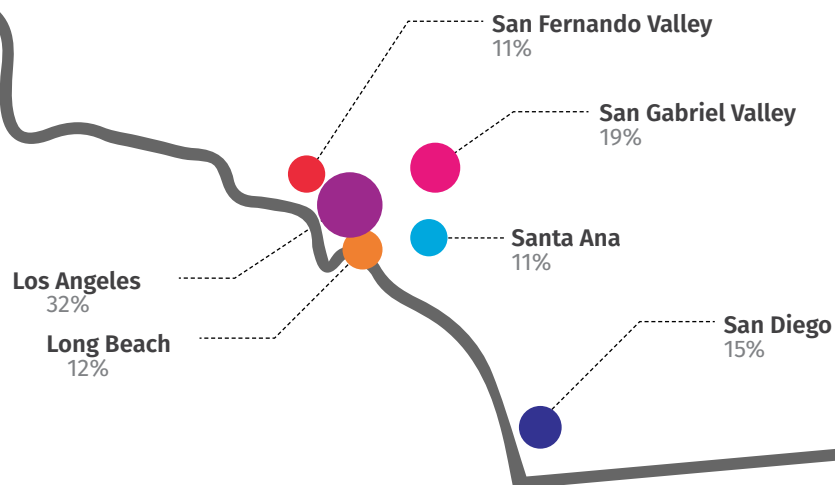 San Fernando Valley
11%
San Gabriel Valley
19%
Santa Ana
11%
Los Angeles
32%
Long Beach
12%
San Diego
15%